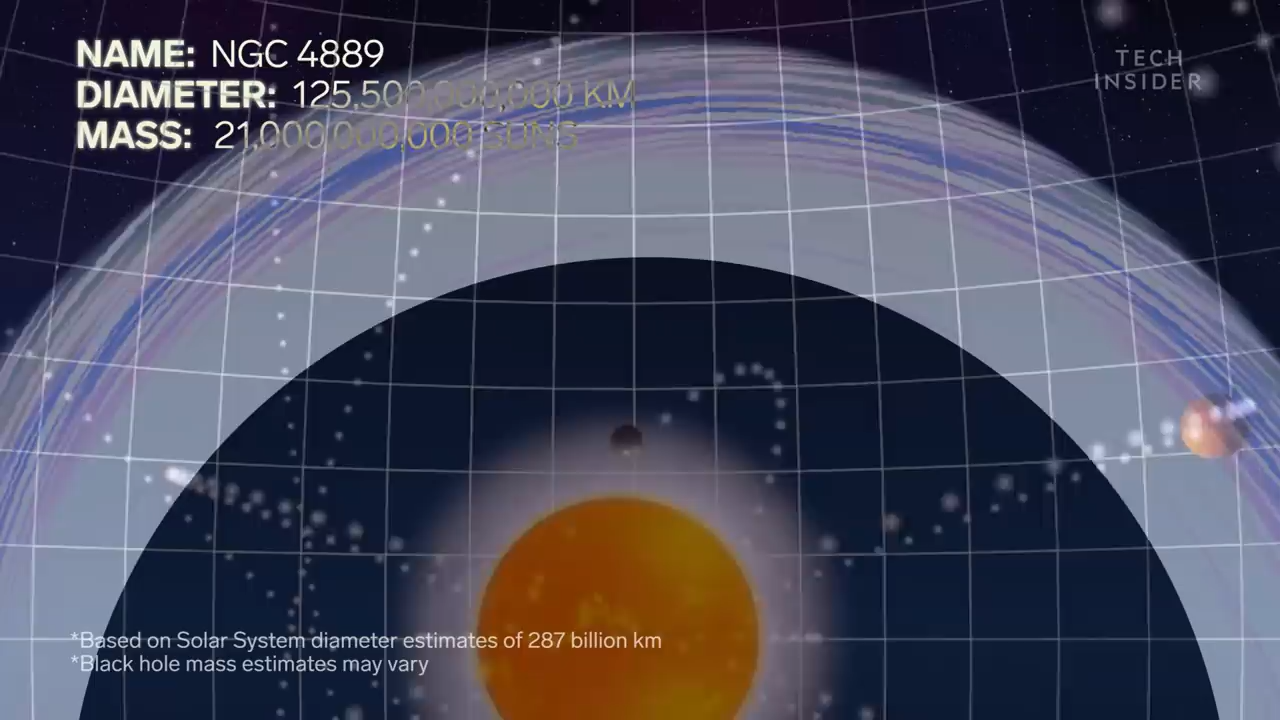 NAME: NGC 4889
DIAMETER: 125,500,000,000 KM
MASS: 21,000,000,000 SUNS
TECH
INSIDER
*Based on Solar System diameter estimates of 287 billion km
*Black hole mass estimates may vary